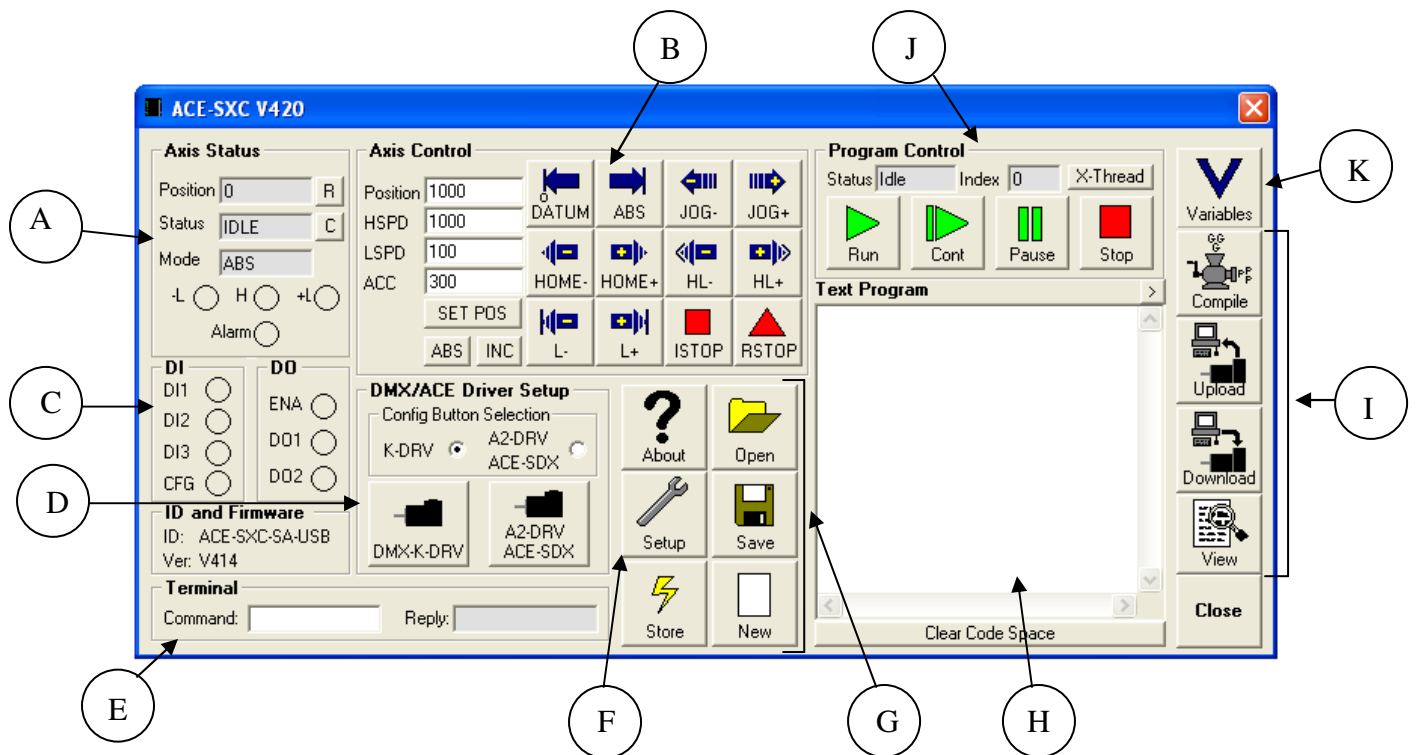 B
J
ACE-SXC V420
K
A
Axis Status
Position 0 R
Status IDLE C
Mode ABS
-L H +L
Alarm
Axis Control
Position 1000
HSPD 1000
LSPD 100
ACC 300
SET POS
ABS INC
DATUM ABS JOG- JOG+
HOME- HOME+ HL- HL+
L- L+ ISTOP RSTOP
Program Control
Status Idle Index 0 X-Thread
Run Cont Pause Stop
Text Program >
Clear Code Space
Variables
GG
G
PP
P
Compile
Upload
Download
View
Close
I
C
DI
DI1
DI2
DI3
CFG
DO
ENA
DO1
DO2
D
DMX/ACE Driver Setup
Config Button Selection
K-DRV
A2-DRV
ACE-SDX
DMX-K-DRV
A2-DRV
ACE-SDX
? About Open
Setup Save
Store New
ID and Firmware
ID: ACE-SXC-SA-USB
Ver: V414
Terminal
Command: Reply:
E
F
G
H